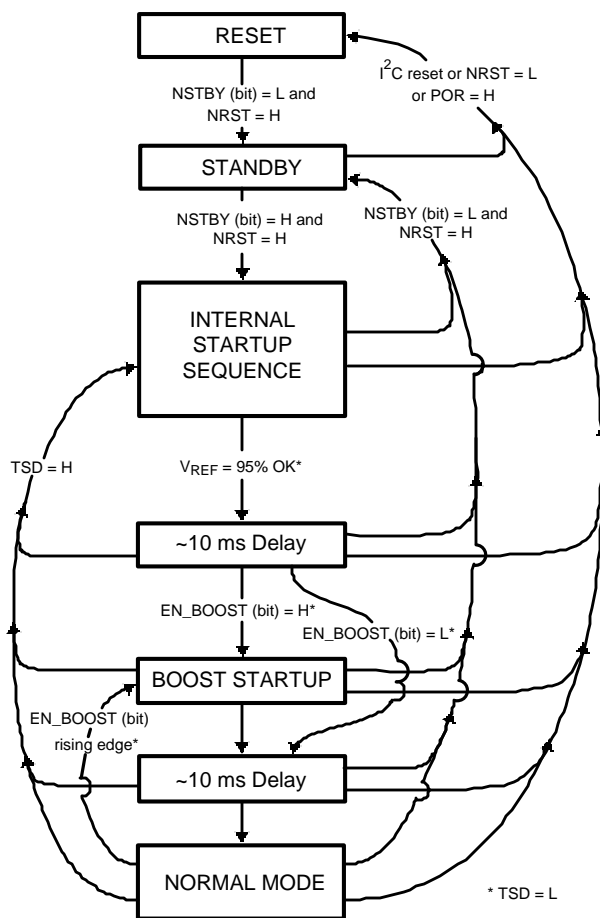 RESET
I²C reset or NRST = L
or POR = H
NSTBY (bit) = L and
NRST = H
STANDBY
NSTBY (bit) = H and
NRST = H
NSTBY (bit) = L and
NRST = H
INTERNAL
STARTUP
SEQUENCE
TSD = H
VREF = 95% OK*
~10 ms Delay
EN_BOOST (bit) = H*
EN_BOOST (bit) = L*
BOOST STARTUP
EN_BOOST (bit)
rising edge*
~10 ms Delay
NORMAL MODE
* TSD = L